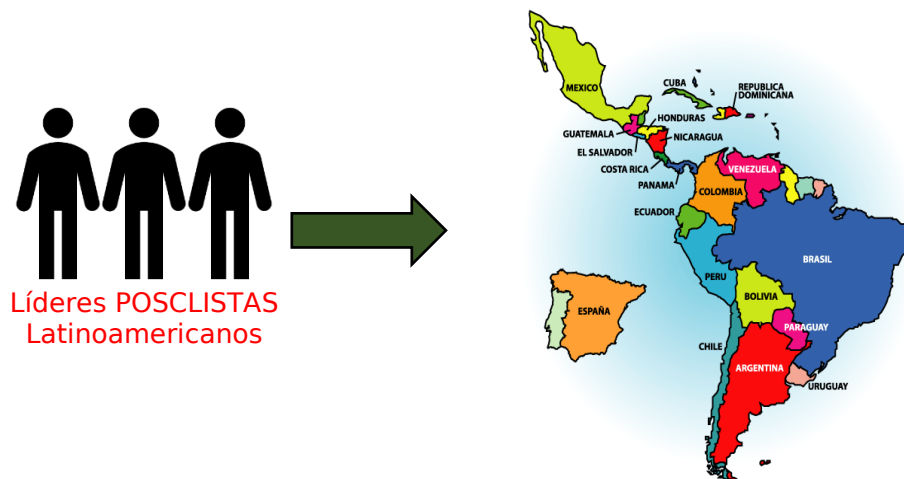 Líderes POSCLISTAS
Latinoamericanos
MEXICO
CUBA
REPUBLICA
DOMINICANA
HONDURAS
GUATEMALA
NICARAGUA
EL SALVADOR
COSTA RICA
PANAMA
VENEZUELA
COLOMBIA
ECUADOR
BRASIL
PERU
BOLIVIA
ESPAÑA
PARAGUAY
CHILE
ARGENTINA
URUGUAY